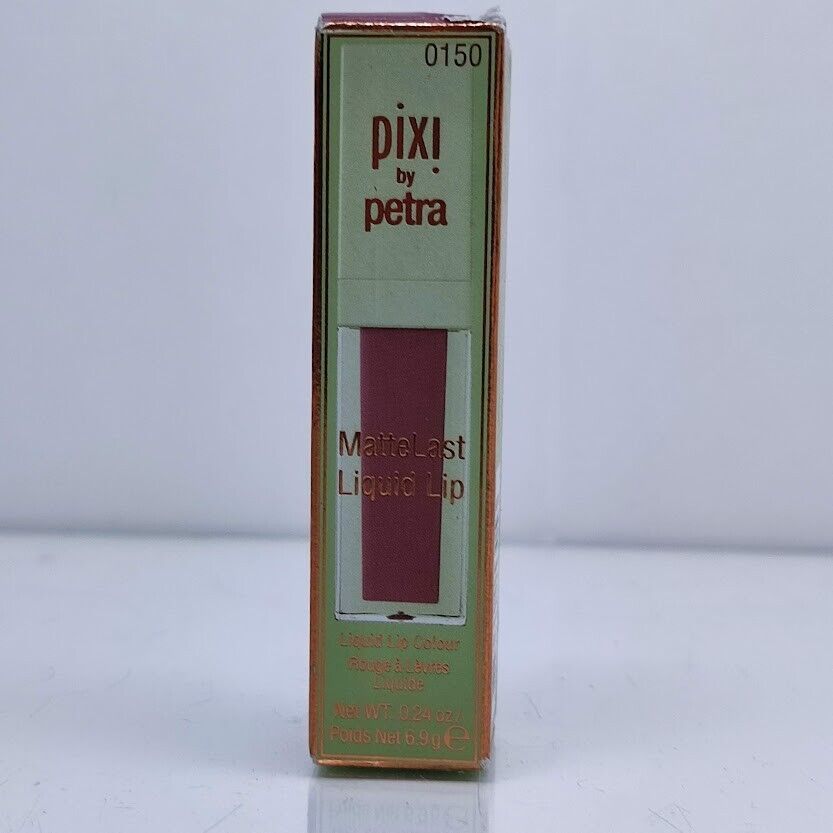 0150
pixi
by
petra
MatteLast
Liquid Lip
Liquid Lip Colour
Rouge à Lèvres
Liquide
Net WT. 0.24 oz /
Poids Net 6.9g ℮